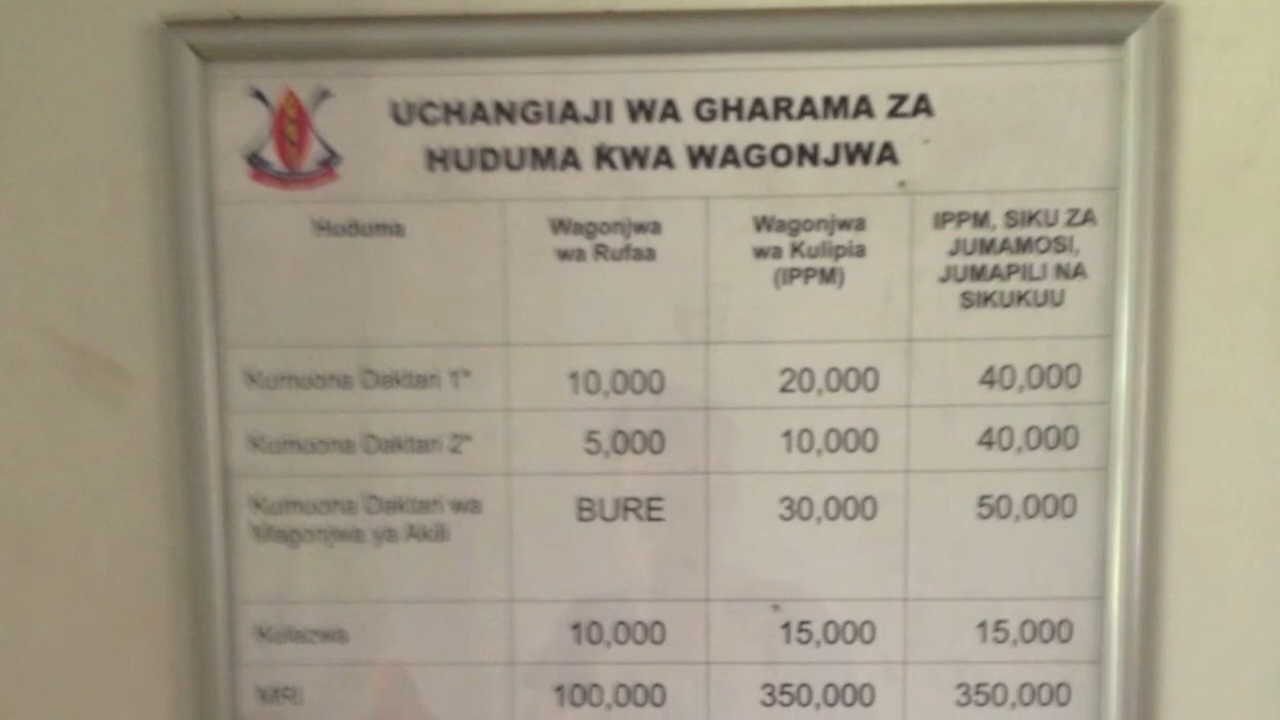 UCHANGIAJI WA GHARAMA ZA
HUDUMA KWA WAGONJWA
Huduma
Wagonjwa
wa Rufaa
Wagonjwa
wa Kulipia
(IPPM)
IPPM, SIKU ZA
JUMAMOSI,
JUMAPILI NA
SIKUKUU
Kumuona Daktari 1* 10,000 20,000 40,000
Kumuona Daktari 2* 5,000 10,000 40,000
Kumuona Daktari wa BURE 30,000 50,000
Magonjwa ya Akili
Kulazwa 10,000 15,000 15,000
MRI 100,000 350,000 350,000